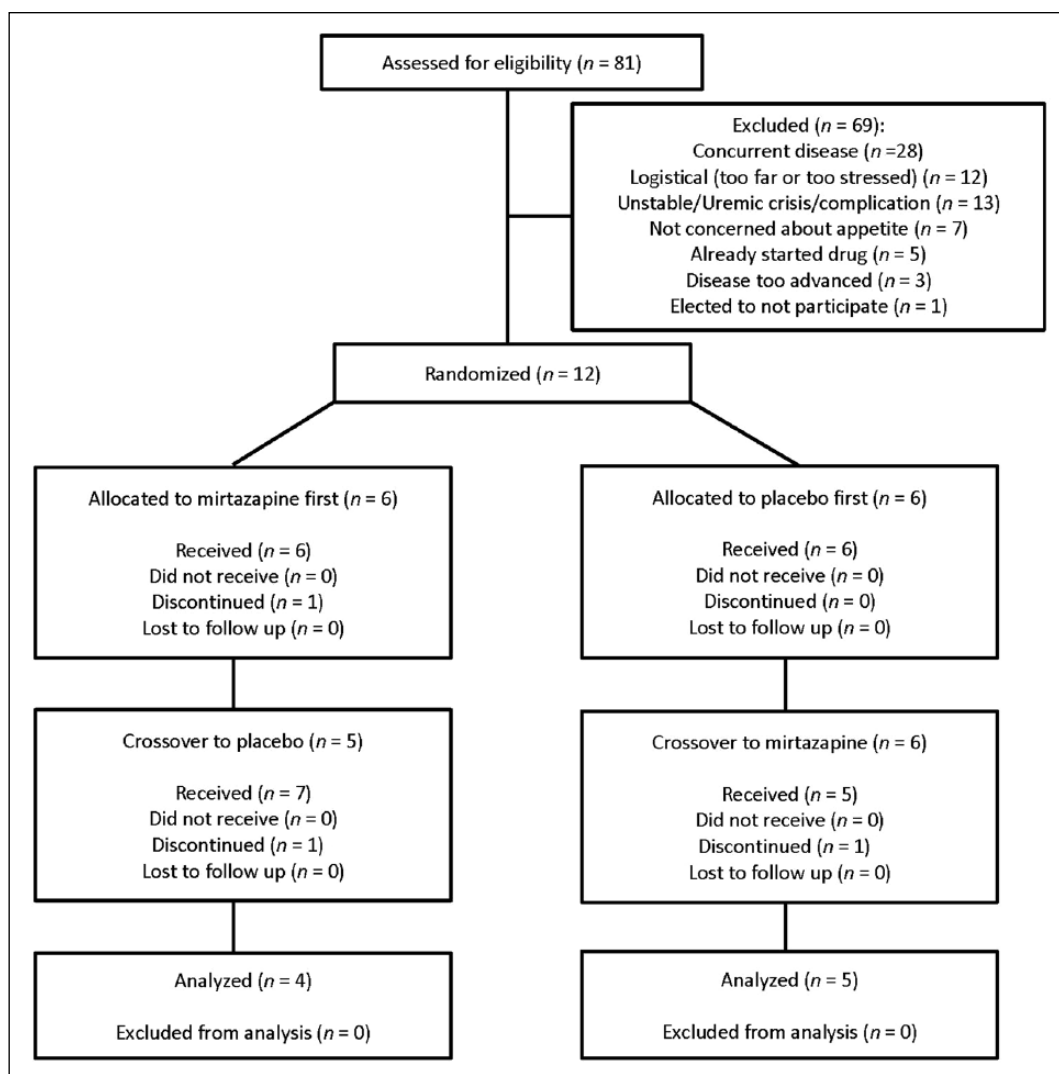 Assessed for eligibility (n = 81)
Excluded (n = 69):
Concurrent disease (n =28)
Logistical (too far or too stressed) (n = 12)
Unstable/Uremic crisis/complication (n = 13)
Not concerned about appetite (n = 7)
Already started drug (n = 5)
Disease too advanced (n = 3)
Elected to not participate (n = 1)
Randomized (n = 12)
Allocated to mirtazapine first (n = 6)
Received (n = 6)
Did not receive (n = 0)
Discontinued (n = 1)
Lost to follow up (n = 0)
Allocated to placebo first (n = 6)
Received (n = 6)
Did not receive (n = 0)
Discontinued (n = 0)
Lost to follow up (n = 0)
Crossover to placebo (n = 5)
Received (n = 7)
Did not receive (n = 0)
Discontinued (n = 1)
Lost to follow up (n = 0)
Crossover to mirtazapine (n = 6)
Received (n = 5)
Did not receive (n = 0)
Discontinued (n = 1)
Lost to follow up (n = 0)
Analyzed (n = 4)
Excluded from analysis (n = 0)
Analyzed (n = 5)
Excluded from analysis (n = 0)